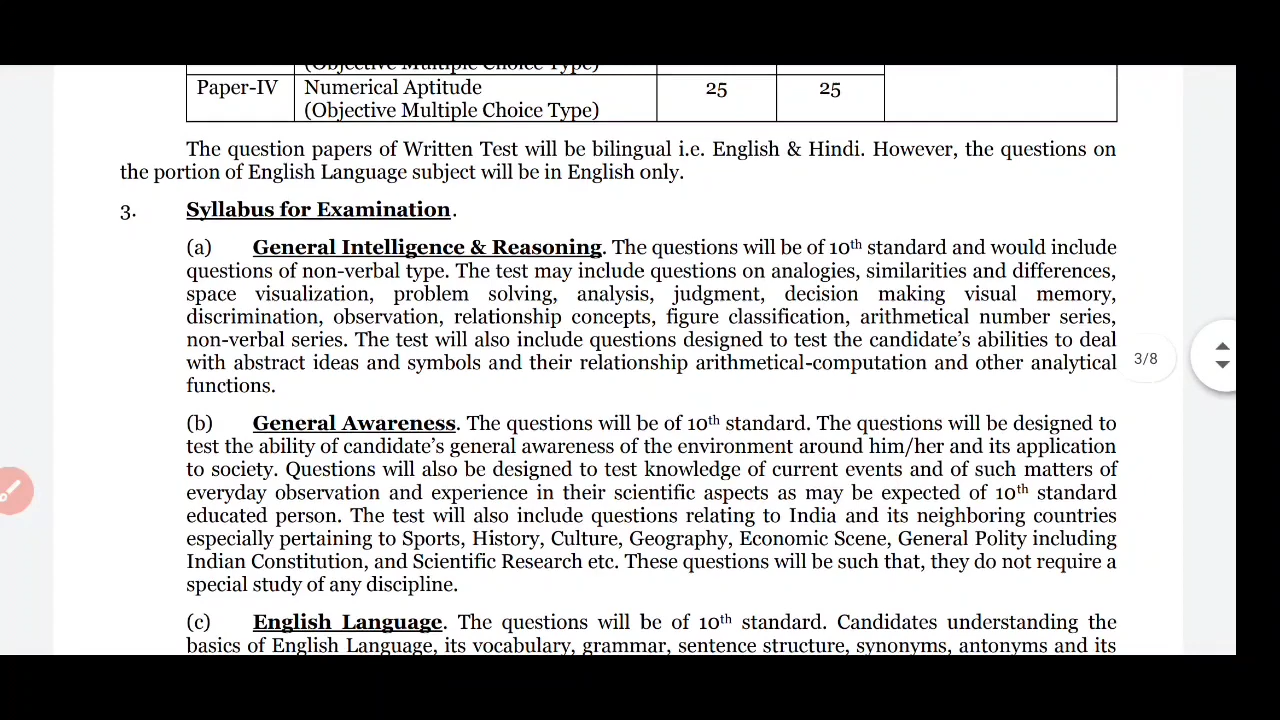 (Objective Multiple Choice Type)
Paper-IV Numerical Aptitude 25 25
(Objective Multiple Choice Type)
The question papers of Written Test will be bilingual i.e. English & Hindi. However, the questions on
the portion of English Language subject will be in English only.
3. Syllabus for Examination.
(a) General Intelligence & Reasoning. The questions will be of 10th standard and would include
questions of non-verbal type. The test may include questions on analogies, similarities and differences,
space visualization, problem solving, analysis, judgment, decision making visual memory,
discrimination, observation, relationship concepts, figure classification, arithmetical number series,
non-verbal series. The test will also include questions designed to test the candidate's abilities to deal
with abstract ideas and symbols and their relationship arithmetical-computation and other analytical
functions.
3/8
(b) General Awareness. The questions will be of 10th standard. The questions will be designed to
test the ability of candidate's general awareness of the environment around him/her and its application
to society. Questions will also be designed to test knowledge of current events and of such matters of
everyday observation and experience in their scientific aspects as may be expected of 10th standard
educated person. The test will also include questions relating to India and its neighboring countries
especially pertaining to Sports, History, Culture, Geography, Economic Scene, General Polity including
Indian Constitution, and Scientific Research etc. These questions will be such that, they do not require a
special study of any discipline.
(c) English Language. The questions will be of 10th standard. Candidates understanding the
basics of English Language, its vocabulary, grammar, sentence structure, synonyms, antonyms and its